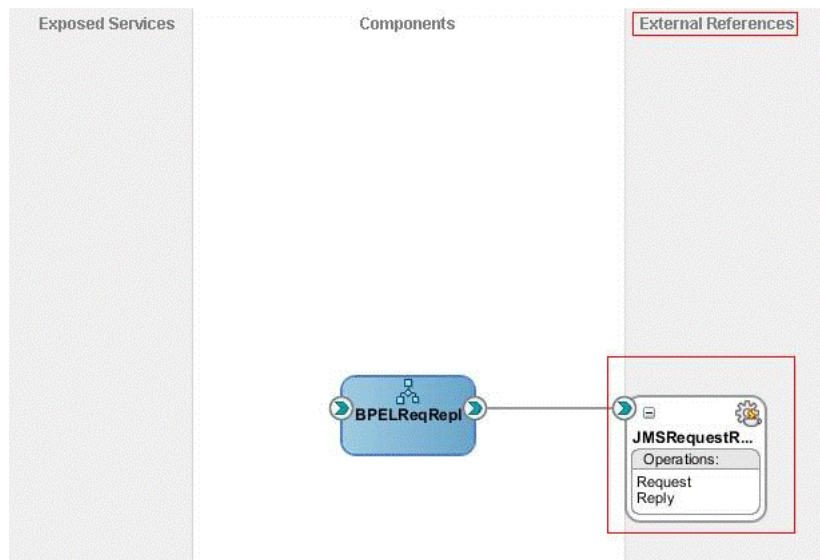 Exposed Services
Components
External References
BPELReqRepl
JMSRequestR...
Operations:
Request
Reply